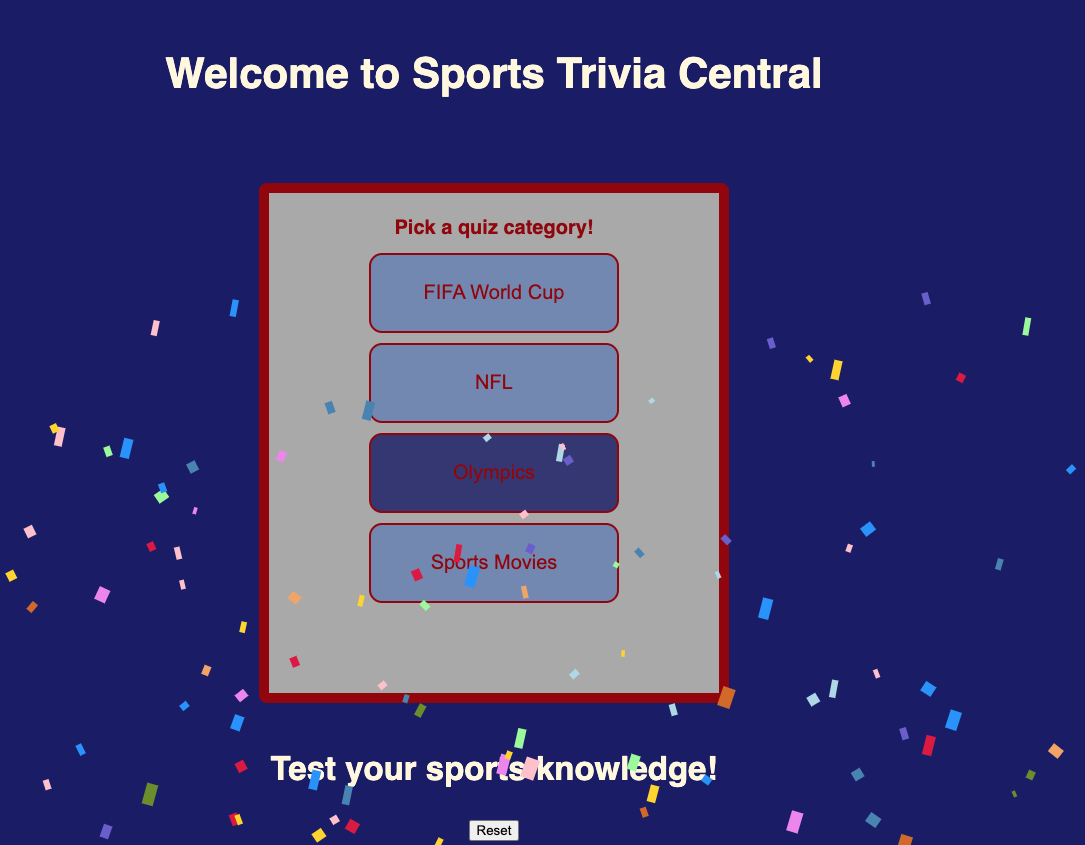 Welcome to Sports Trivia Central
Pick a quiz category!
FIFA World Cup
NFL
Olympics
Sports Movies
Test your sports knowledge!
Reset